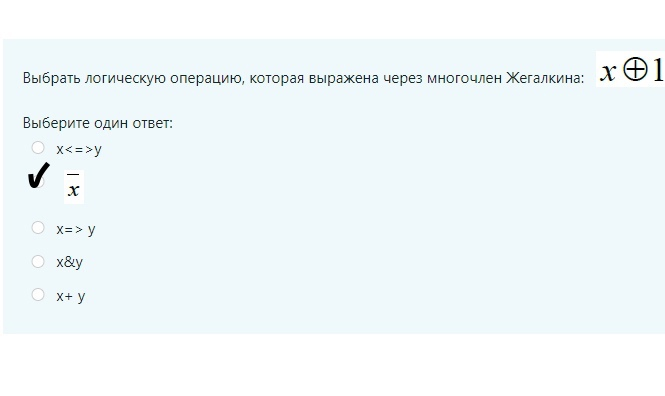 Выбрать логическую операцию, которая выражена через многочлен Жегалкина: x⊕1
Выберите один ответ:
x<=>y
x̅
x=> y
x&y
x+ y